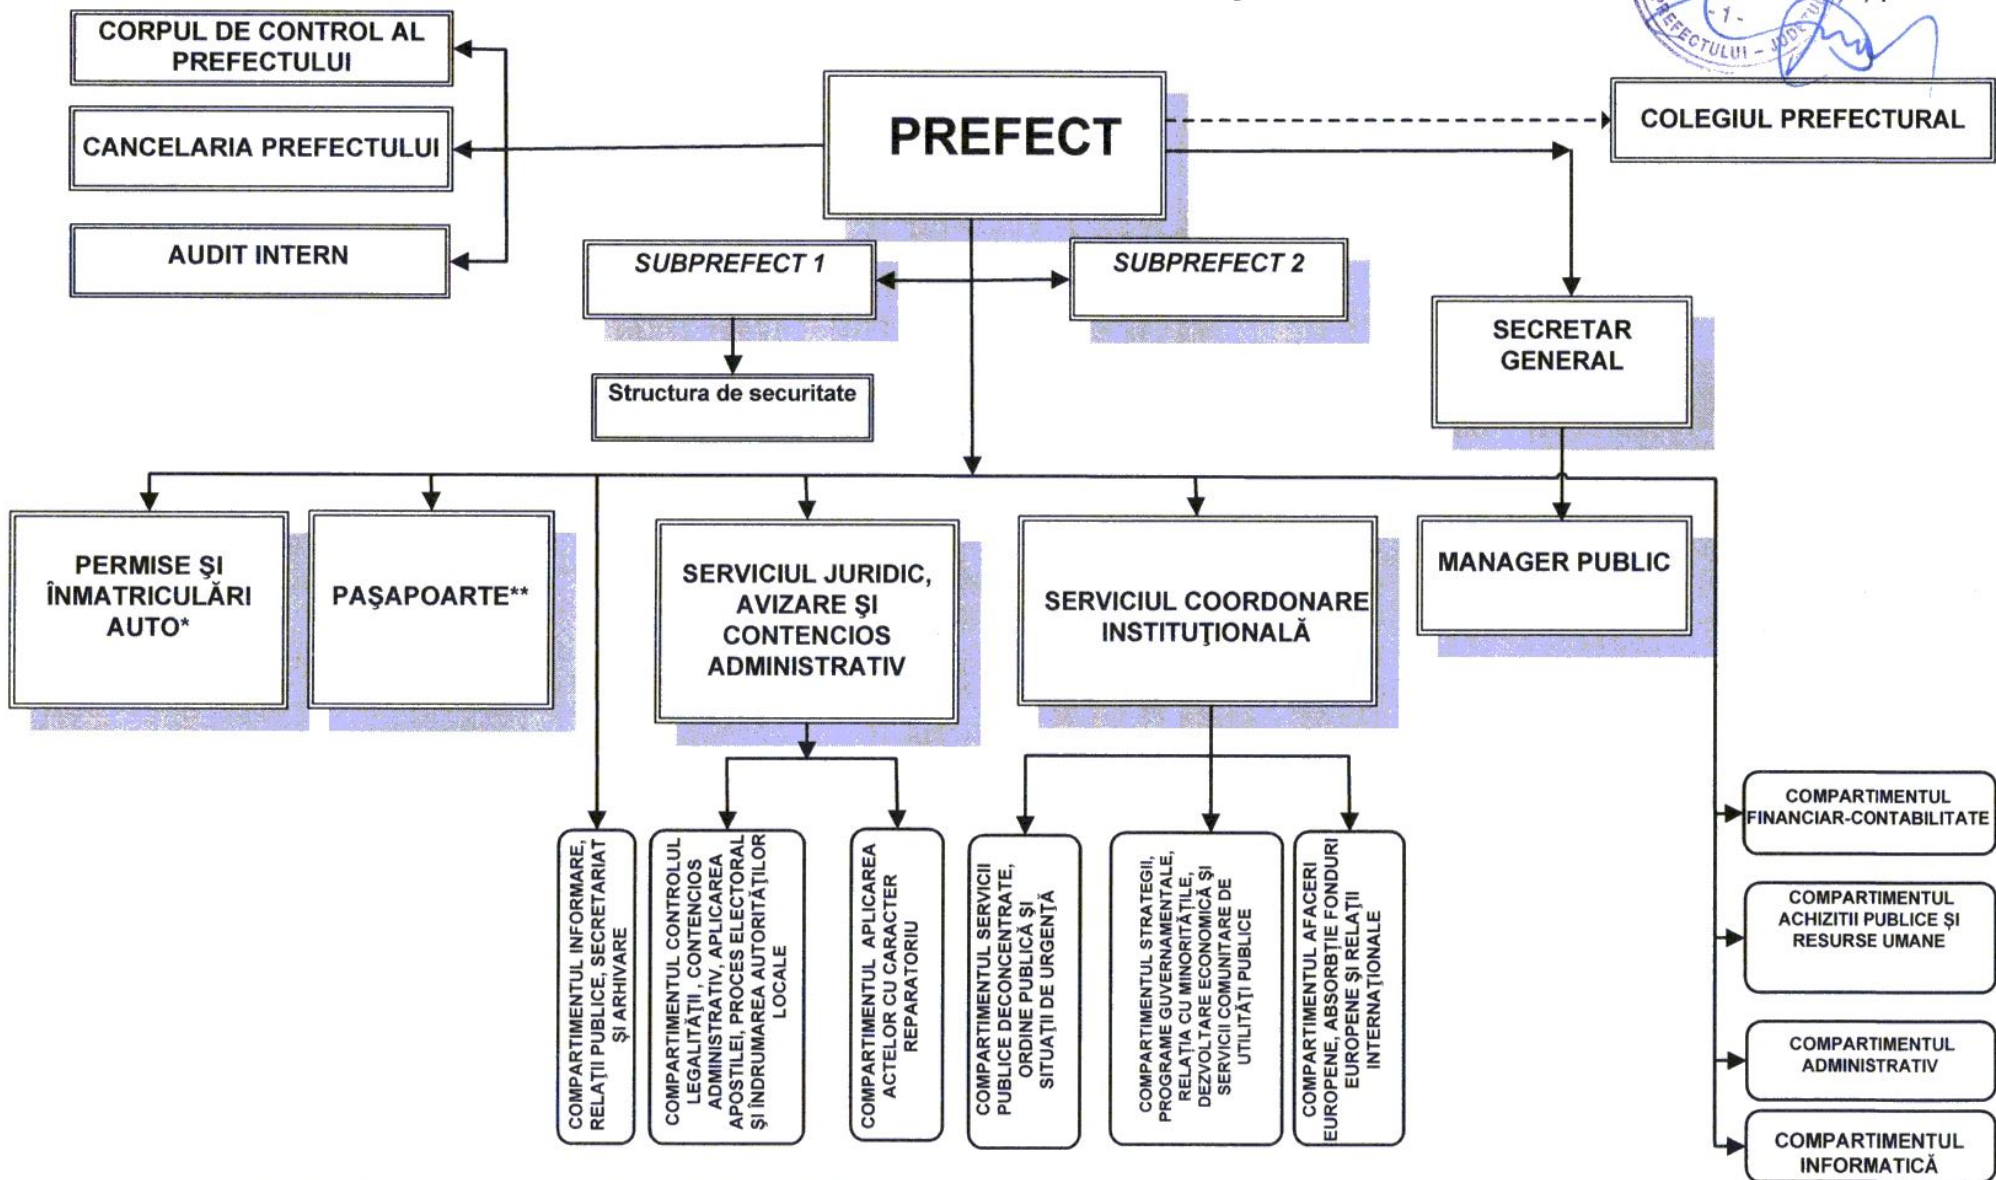 - 1 -
PREFECTULUI - JUDEȚUL
CORPUL DE CONTROL AL
PREFECTULUI
CANCELARIA PREFECTULUI
AUDIT INTERN
PREFECT
COLEGIUL PREFECTURAL
SUBPREFECT 1
SUBPREFECT 2
Structura de securitate
SECRETAR
GENERAL
PERMISE ŞI
ÎNMATRICULĂRI
AUTO*
PAŞAPOARTE**
SERVICIUL JURIDIC,
AVIZARE ŞI
CONTENCIOS
ADMINISTRATIV
SERVICIUL COORDONARE
INSTITUŢIONALĂ
MANAGER PUBLIC
COMPARTIMENTUL INFORMARE,
RELAŢII PUBLICE, SECRETARIAT
ŞI ARHIVARE
COMPARTIMENTUL CONTROLUL
LEGALITĂŢII, CONTENCIOS
ADMINISTRATIV, APLICAREA
APOSTILEI, PROCES ELECTORAL
ŞI ÎNDRUMAREA AUTORITĂŢILOR
LOCALE
COMPARTIMENTUL APLICAREA
ACTELOR CU CARACTER
REPARATORIU
COMPARTIMENTUL SERVICII
PUBLICE DECONCENTRATE,
ORDINE PUBLICĂ ŞI
SITUAŢII DE URGENŢĂ
COMPARTIMENTUL STRATEGII,
PROGRAME GUVERNAMENTALE,
RELAŢIA CU MINORITĂŢILE,
DEZVOLTARE ECONOMICĂ ŞI
SERVICII COMUNITARE DE
UTILITĂŢI PUBLICE
COMPARTIMENTUL AFACERI
EUROPENE, ABSORBŢIE FONDURI
EUROPENE ŞI RELAŢII
INTERNAŢIONALE
COMPARTIMENTUL
FINANCIAR-CONTABILITATE
COMPARTIMENTUL
ACHIZITII PUBLICE ŞI
RESURSE UMANE
COMPARTIMENTUL
ADMINISTRATIV
COMPARTIMENTUL
INFORMATICĂ